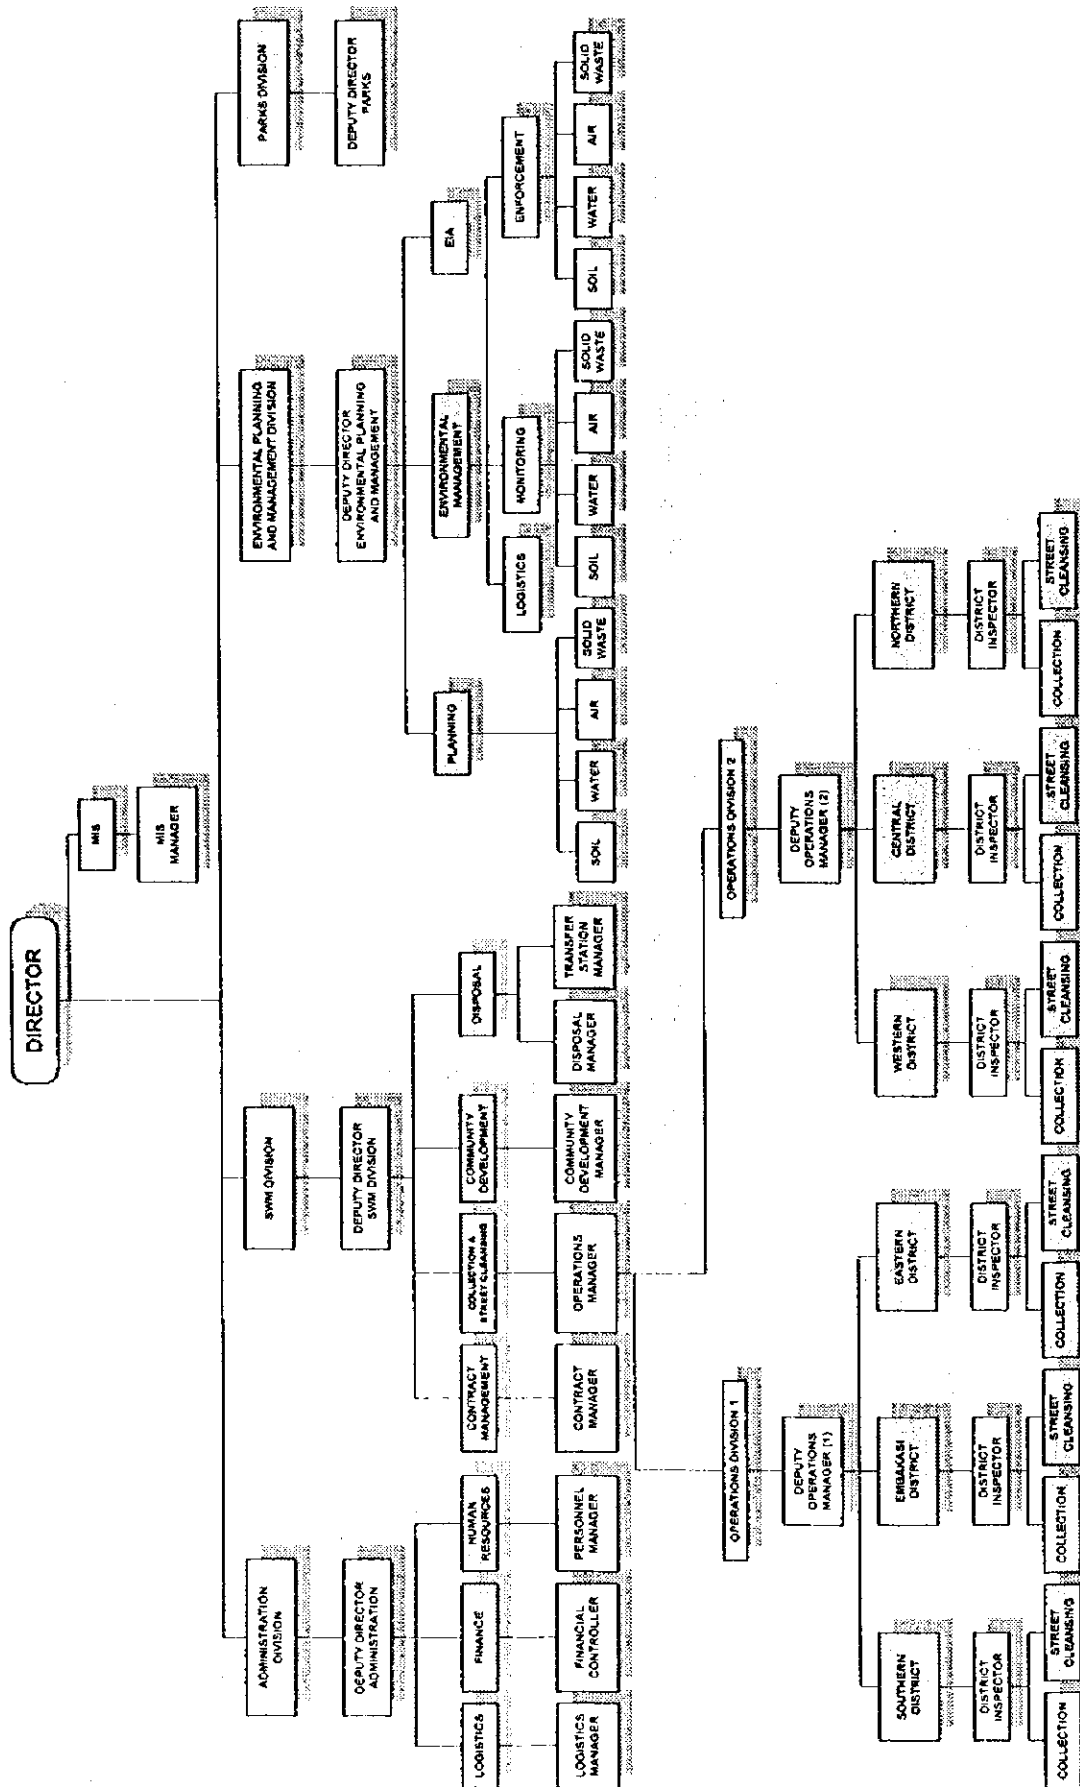 DIRECTOR
MIS
MIS
MANAGER
ADMINISTRATION
DIVISION
SWM DIVISION
ENVIRONMENTAL PLANNING
AND MANAGEMENT DIVISION
PARKS DIVISION
DEPUTY DIRECTOR
ADMINISTRATION
DEPUTY DIRECTOR
SWM DIVISION
DEPUTY DIRECTOR
ENVIRONMENTAL PLANNING
AND MANAGEMENT
DEPUTY DIRECTOR
PARKS
LOGISTICS
FINANCE
HUMAN
RESOURCES
CONTRACT
MANAGEMENT
COLLECTION &
STREET CLEANSING
COMMUNITY
DEVELOPMENT
DISPOSAL
PLANNING
ENVIRONMENTAL
MANAGEMENT
EIA
LOGISTICS
MONITORING
ENFORCEMENT
LOGISTICS
MANAGER
FINANCIAL
CONTROLLER
PERSONNEL
MANAGER
CONTRACT
MANAGER
OPERATIONS
MANAGER
COMMUNITY
DEVELOPMENT
MANAGER
DISPOSAL
MANAGER
TRANSFER
STATION
MANAGER
SOIL
WATER
AIR
SOLID
WASTE
SOIL
WATER
AIR
SOLID
WASTE
SOIL
WATER
AIR
SOLID
WASTE
OPERATIONS DIVISION 1
OPERATIONS DIVISION 2
DEPUTY
OPERATIONS
MANAGER (1)
DEPUTY
OPERATIONS
MANAGER (2)
SOUTHERN
DISTRICT
EMBAKASI
DISTRICT
EASTERN
DISTRICT
WESTERN
DISTRICT
CENTRAL
DISTRICT
NORTHERN
DISTRICT
DISTRICT
INSPECTOR
DISTRICT
INSPECTOR
DISTRICT
INSPECTOR
DISTRICT
INSPECTOR
DISTRICT
INSPECTOR
DISTRICT
INSPECTOR
COLLECTION
STREET
CLEANSING
COLLECTION
STREET
CLEANSING
COLLECTION
STREET
CLEANSING
COLLECTION
STREET
CLEANSING
COLLECTION
STREET
CLEANSING
COLLECTION
STREET
CLEANSING